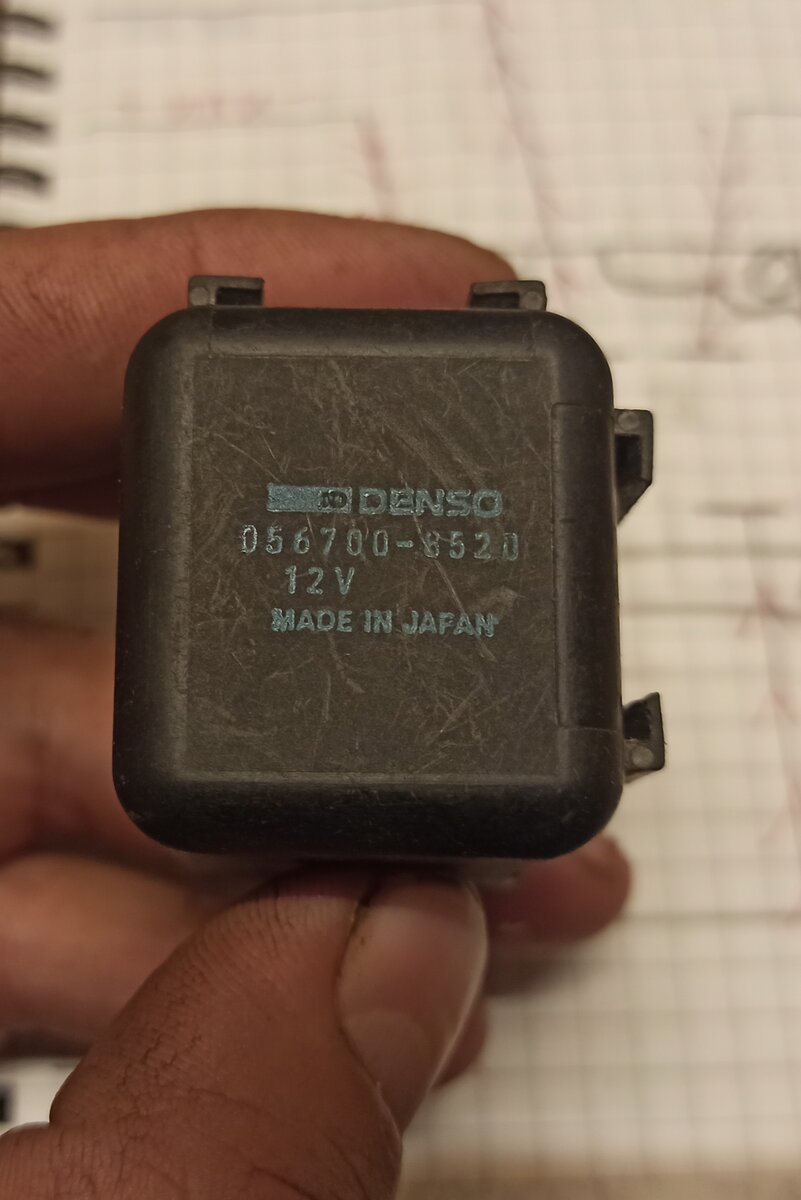 DENSO
056700-8520
12V
MADE IN JAPAN